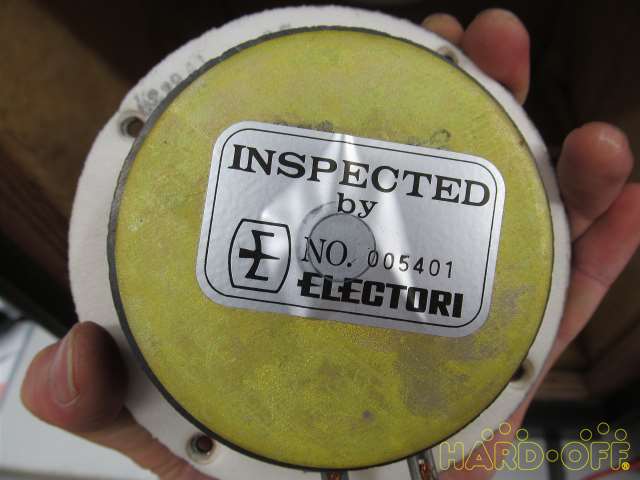 INSPECTED
by
NO. 005401
ELECTORI
HARD·OFF®